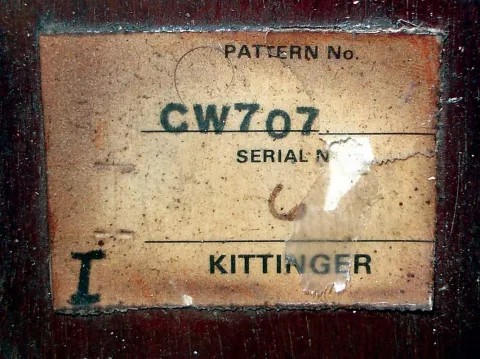 PATTERN No.
CW707
SERIAL N
KITTINGER
I